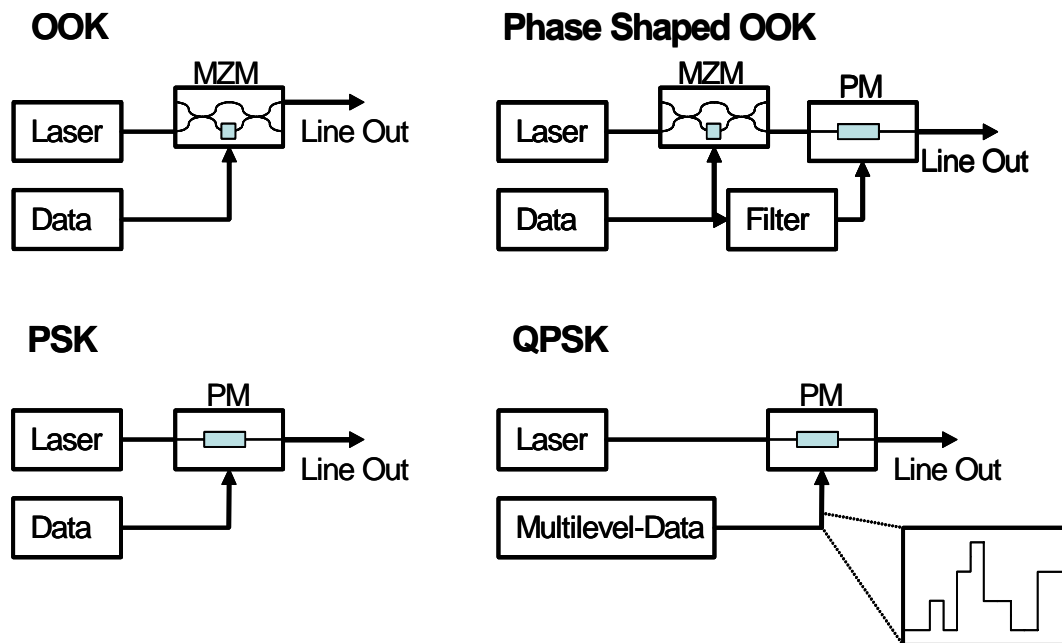 OOK
MZM
Laser
Line Out
Data
Phase Shaped OOK
MZM
PM
Laser
Line Out
Data
Filter
PSK
PM
Laser
Line Out
Data
QPSK
PM
Laser
Line Out
Multilevel-Data